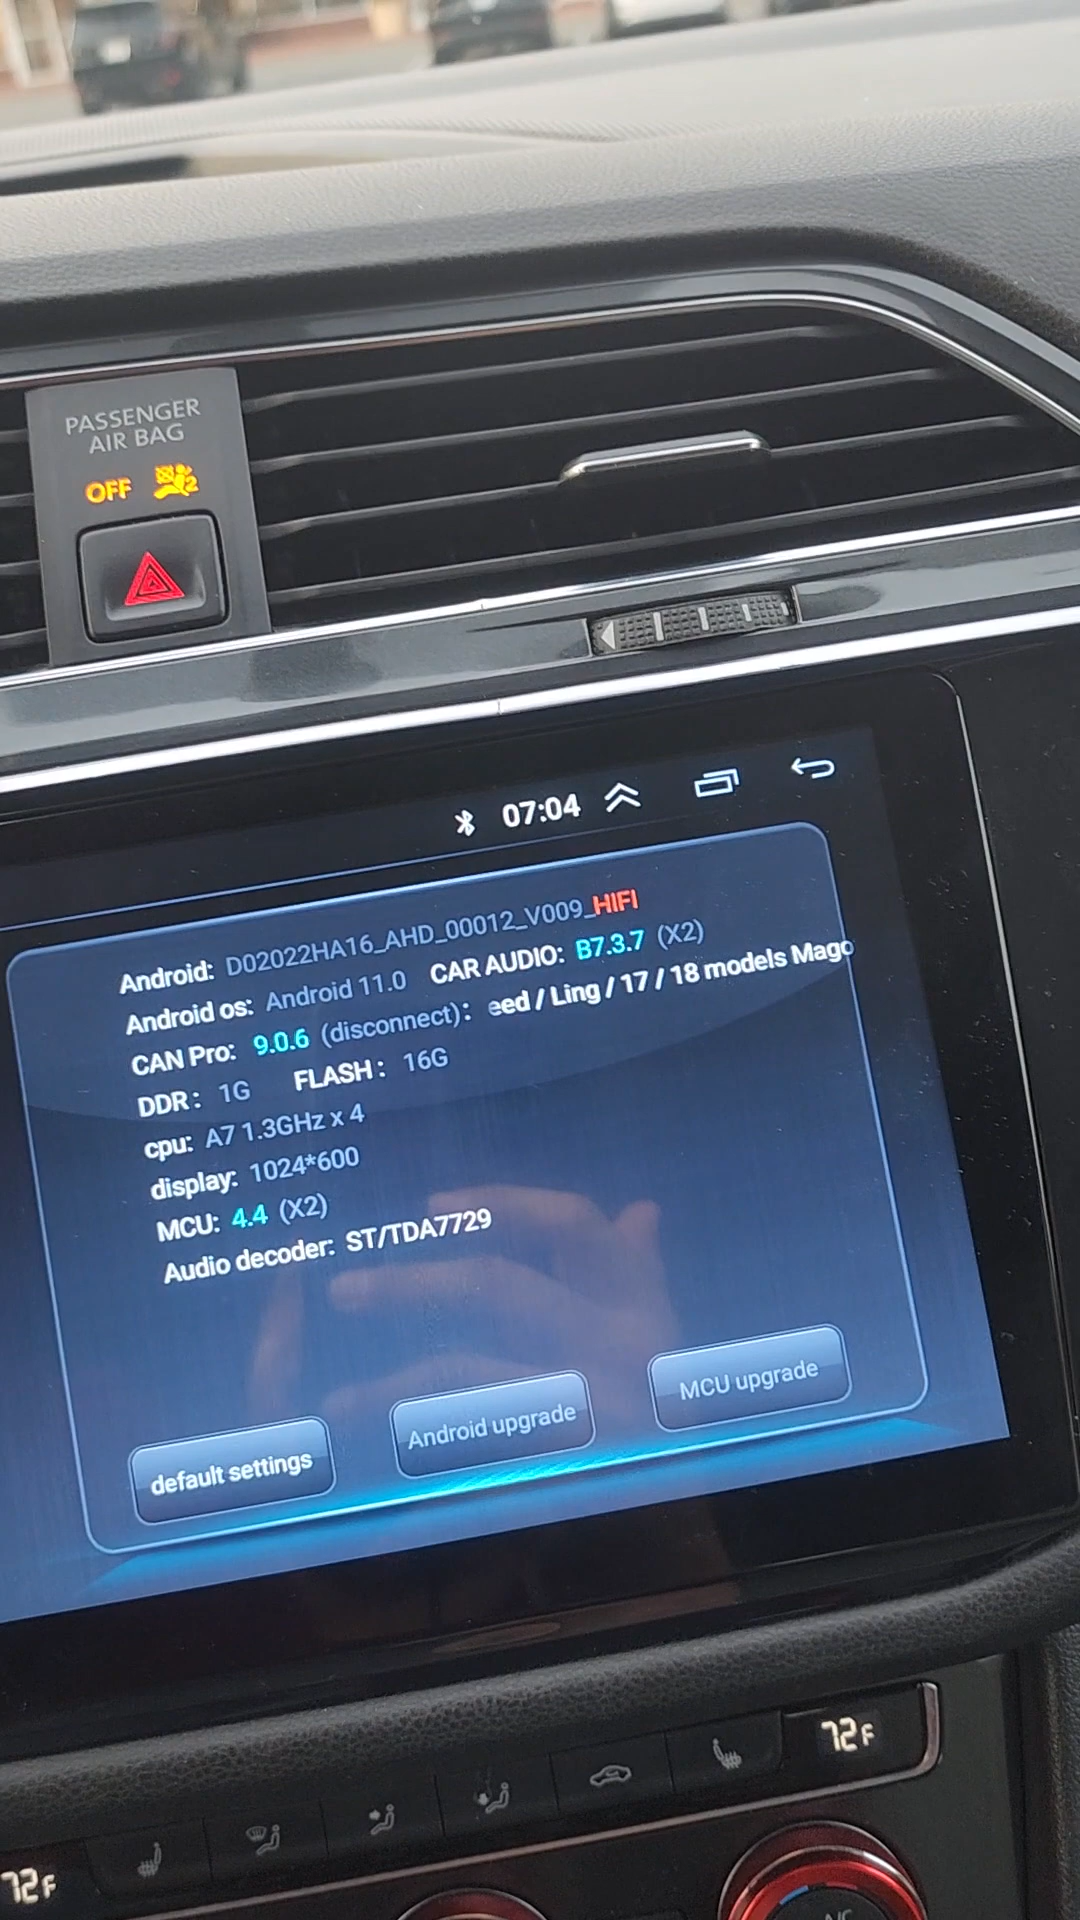 PASSENGER
AIR BAG
OFF
2
07:04
Android: D02022HA16_AHD_00012_V009_HIFI
Android os: Android 11.0 CAR AUDIO: B7.3.7 (X2)
CAN Pro: 9.0.6 (disconnect): eed / Ling / 17 / 18 models Mago
DDR: 1G FLASH: 16G
cpu: A7 1.3GHz x 4
display: 1024*600
MCU: 4.4 (X2)
Audio decoder: ST/TDA7729
default settings
Android upgrade
MCU upgrade
72F
72F
A/C